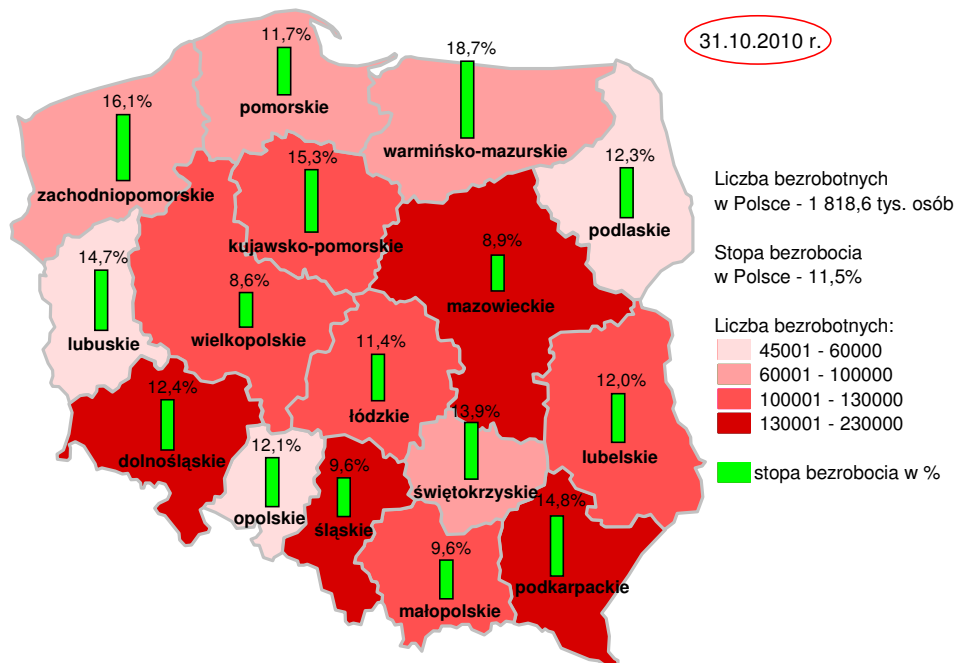 31.10.2010 r.
11,7%
pomorskie
18,7%
warmińsko-mazurskie
16,1%
zachodniopomorskie
15,3%
kujawsko-pomorskie
12,3%
podlaskie
14,7%
lubuskie
8,6%
wielkopolskie
8,9%
mazowieckie
11,4%
łódzkie
12,4%
dolnośląskie
12,0%
lubelskie
12,1%
opolskie
9,6%
śląskie
13,9%
świętokrzyskie
9,6%
małopolskie
14,8%
podkarpackie
Liczba bezrobotnych
w Polsce - 1 818,6 tys. osób
Stopa bezrobocia
w Polsce - 11,5%
Liczba bezrobotnych:
45001 - 60000
60001 - 100000
100001 - 130000
130001 - 230000
stopa bezrobocia w %